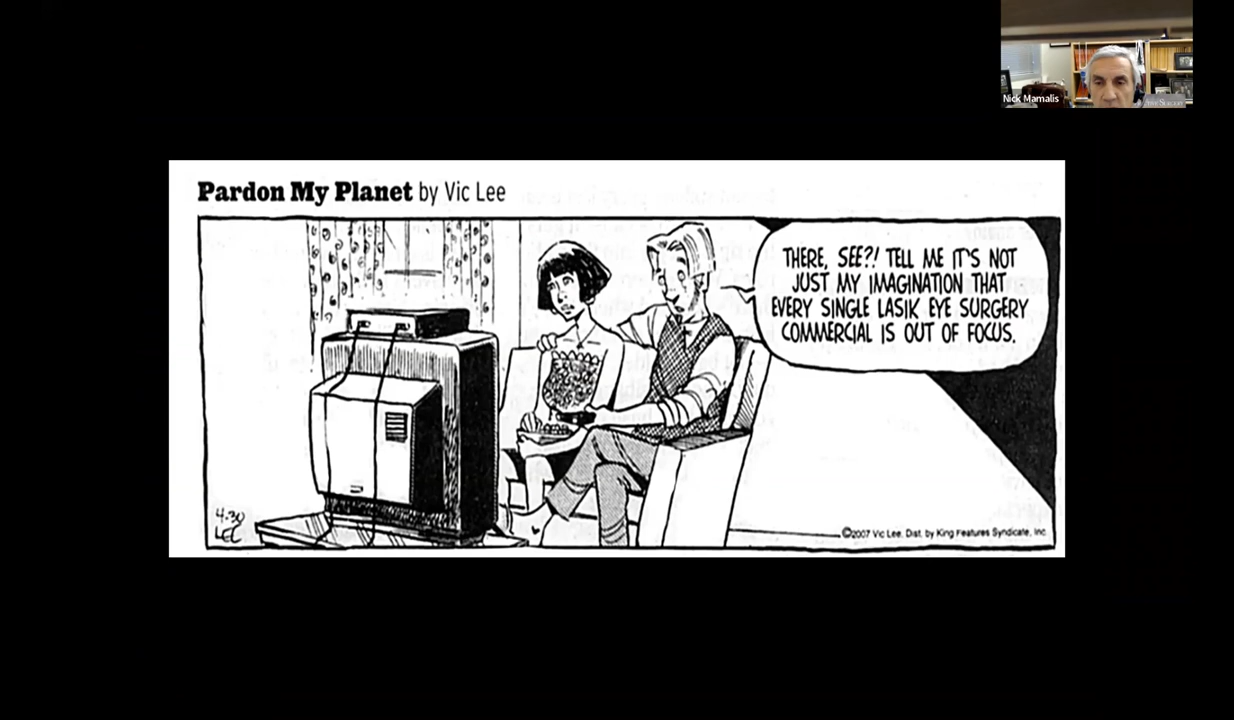 Nick Mamalis
Pardon My Planet by Vic Lee
THERE, SEE?! TELL ME IT'S NOT
JUST MY IMAGINATION THAT
EVERY SINGLE LASIK EYE SURGERY
COMMERCIAL IS OUT OF FOCUS.
4-30
LEE
©2007 Vic Lee. Dist. by King Features Syndicate, Inc.